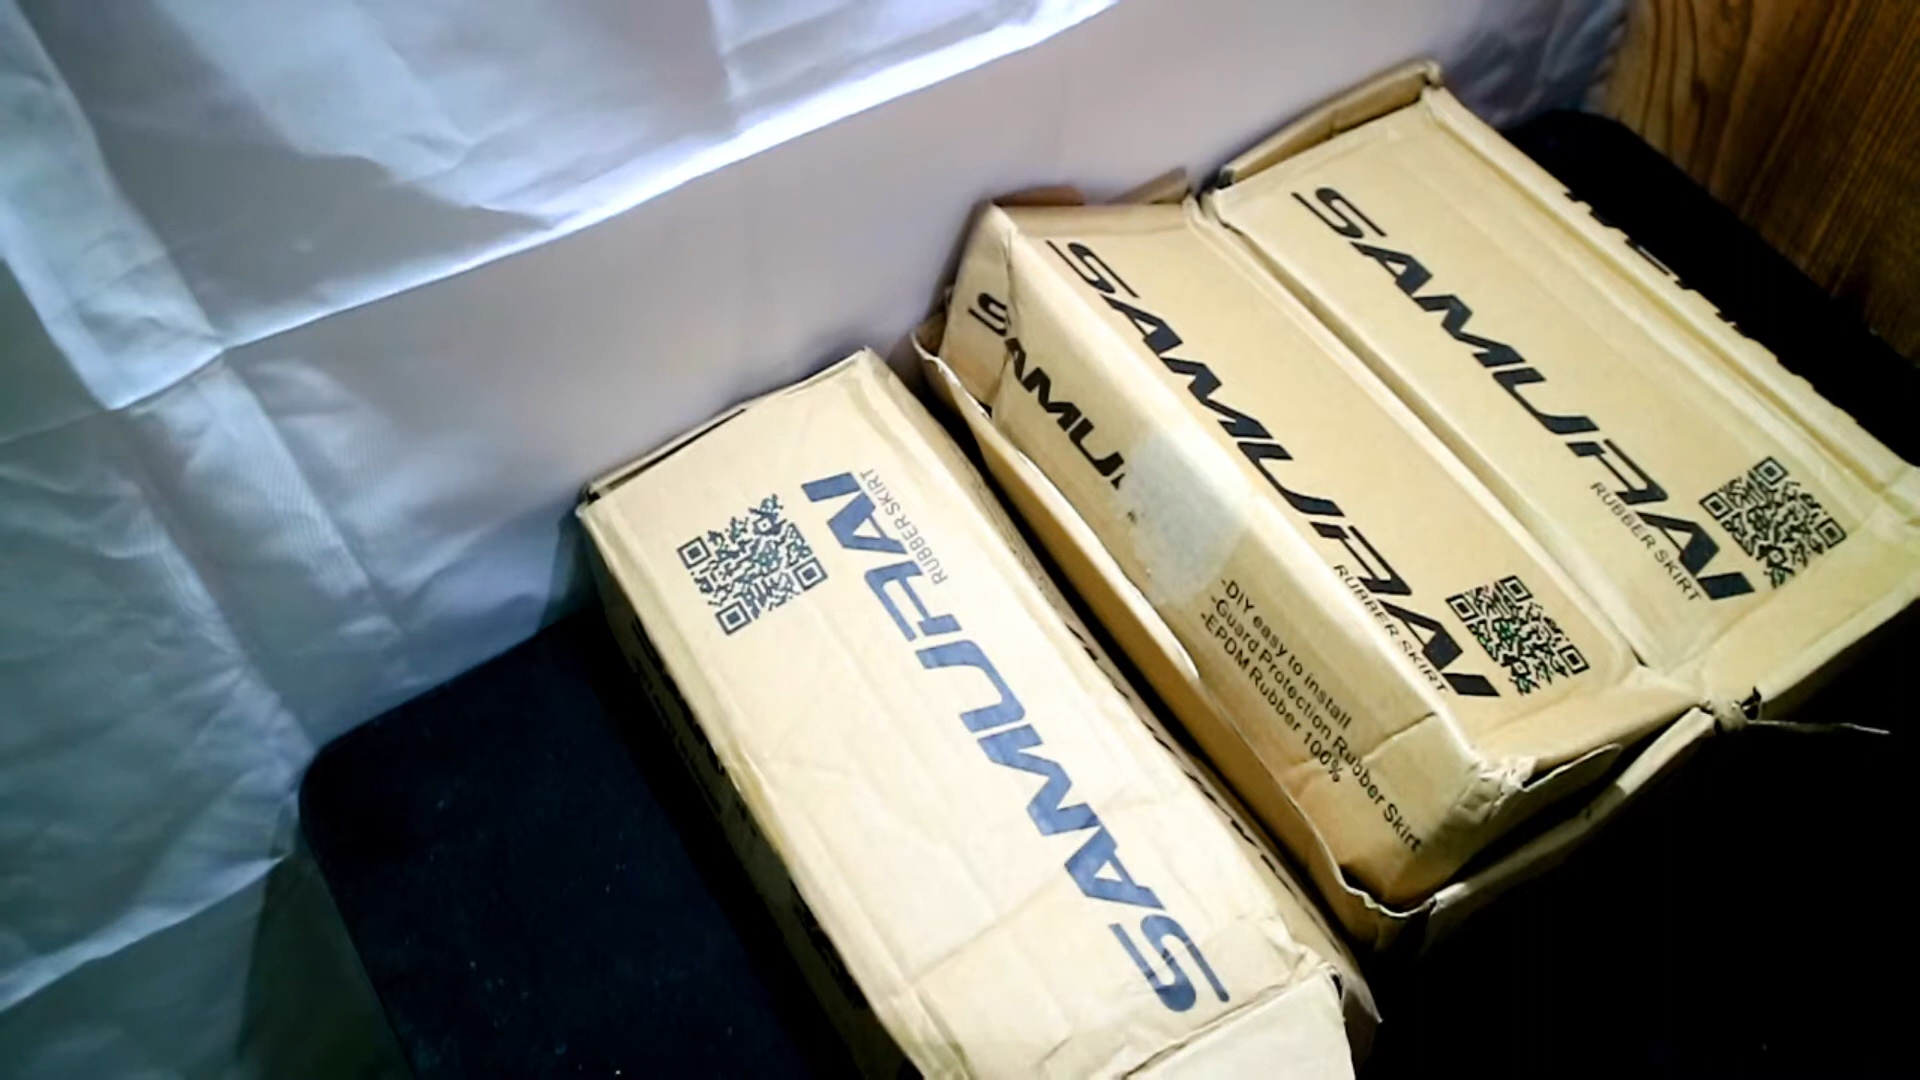 SAMURAI
RUBBER SKIRT
SAMU
-DIY easy to install
-Guard Protection Rubber Skirt
-EPDM Rubber 100%
SAMURAI
RUBBER SKIRT
SAMURAI
RUBBER SKIRT